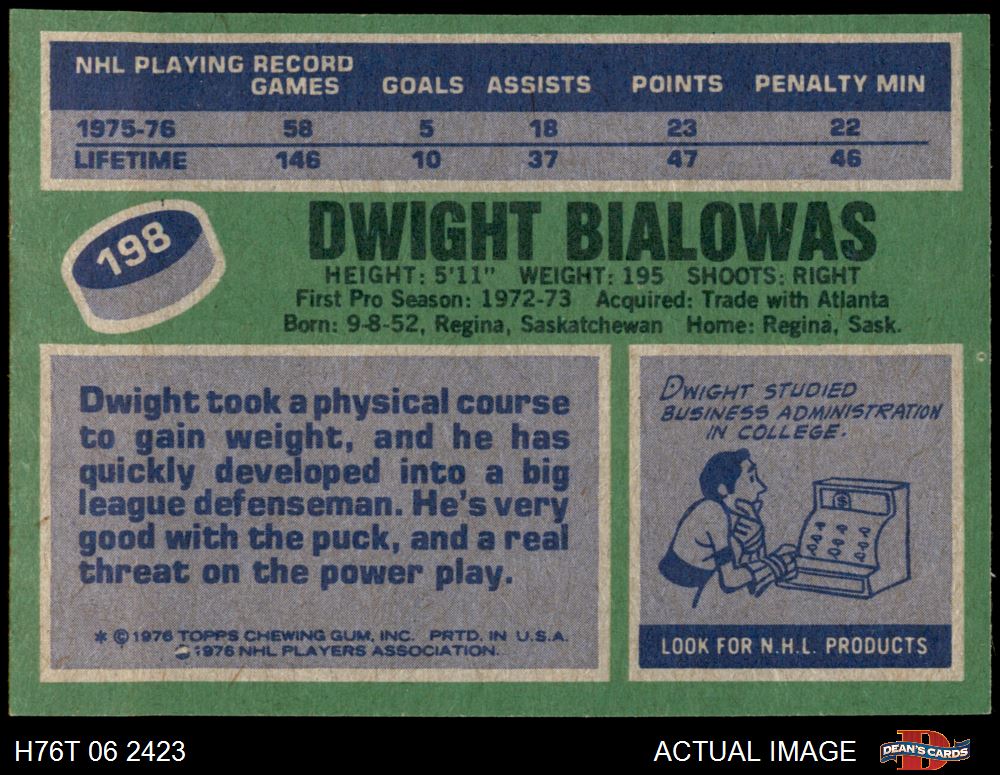 NHL PLAYING RECORD
GAMES GOALS ASSISTS POINTS PENALTY MIN
1975-76 58 5 18 23 22
LIFETIME 146 10 37 47 46
198
DWIGHT BIALOWAS
HEIGHT: 5'11" WEIGHT: 195 SHOOTS: RIGHT
First Pro Season: 1972-73 Acquired: Trade with Atlanta
Born: 9-8-52, Regina, Saskatchewan Home: Regina, Sask.
Dwight took a physical course
to gain weight, and he has
quickly developed into a big
league defenseman. He's very
good with the puck, and a real
threat on the power play.
* © 1976 TOPPS CHEWING GUM, INC. PRTD. IN U.S.A.
© 1976 NHL PLAYERS ASSOCIATION.
DWIGHT STUDIED
BUSINESS ADMINISTRATION
IN COLLEGE.
$
LOOK FOR N.H.L. PRODUCTS
H76T 06 2423
ACTUAL IMAGE
D
DEAN'S CARDS